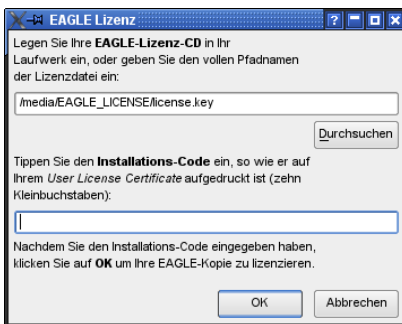 EAGLE Lizenz
Legen Sie Ihre EAGLE-Lizenz-CD in Ihr
Laufwerk ein, oder geben Sie den vollen Pfadnamen
der Lizenzdatei ein:
/media/EAGLE_LICENSE/license.key
Durchsuchen
Tippen Sie den Installations-Code ein, so wie er auf
Ihrem User License Certificate aufgedruckt ist (zehn
Kleinbuchstaben):
Nachdem Sie den Installations-Code eingegeben haben,
klicken Sie auf OK um Ihre EAGLE-Kopie zu lizenzieren.
OK
Abbrechen